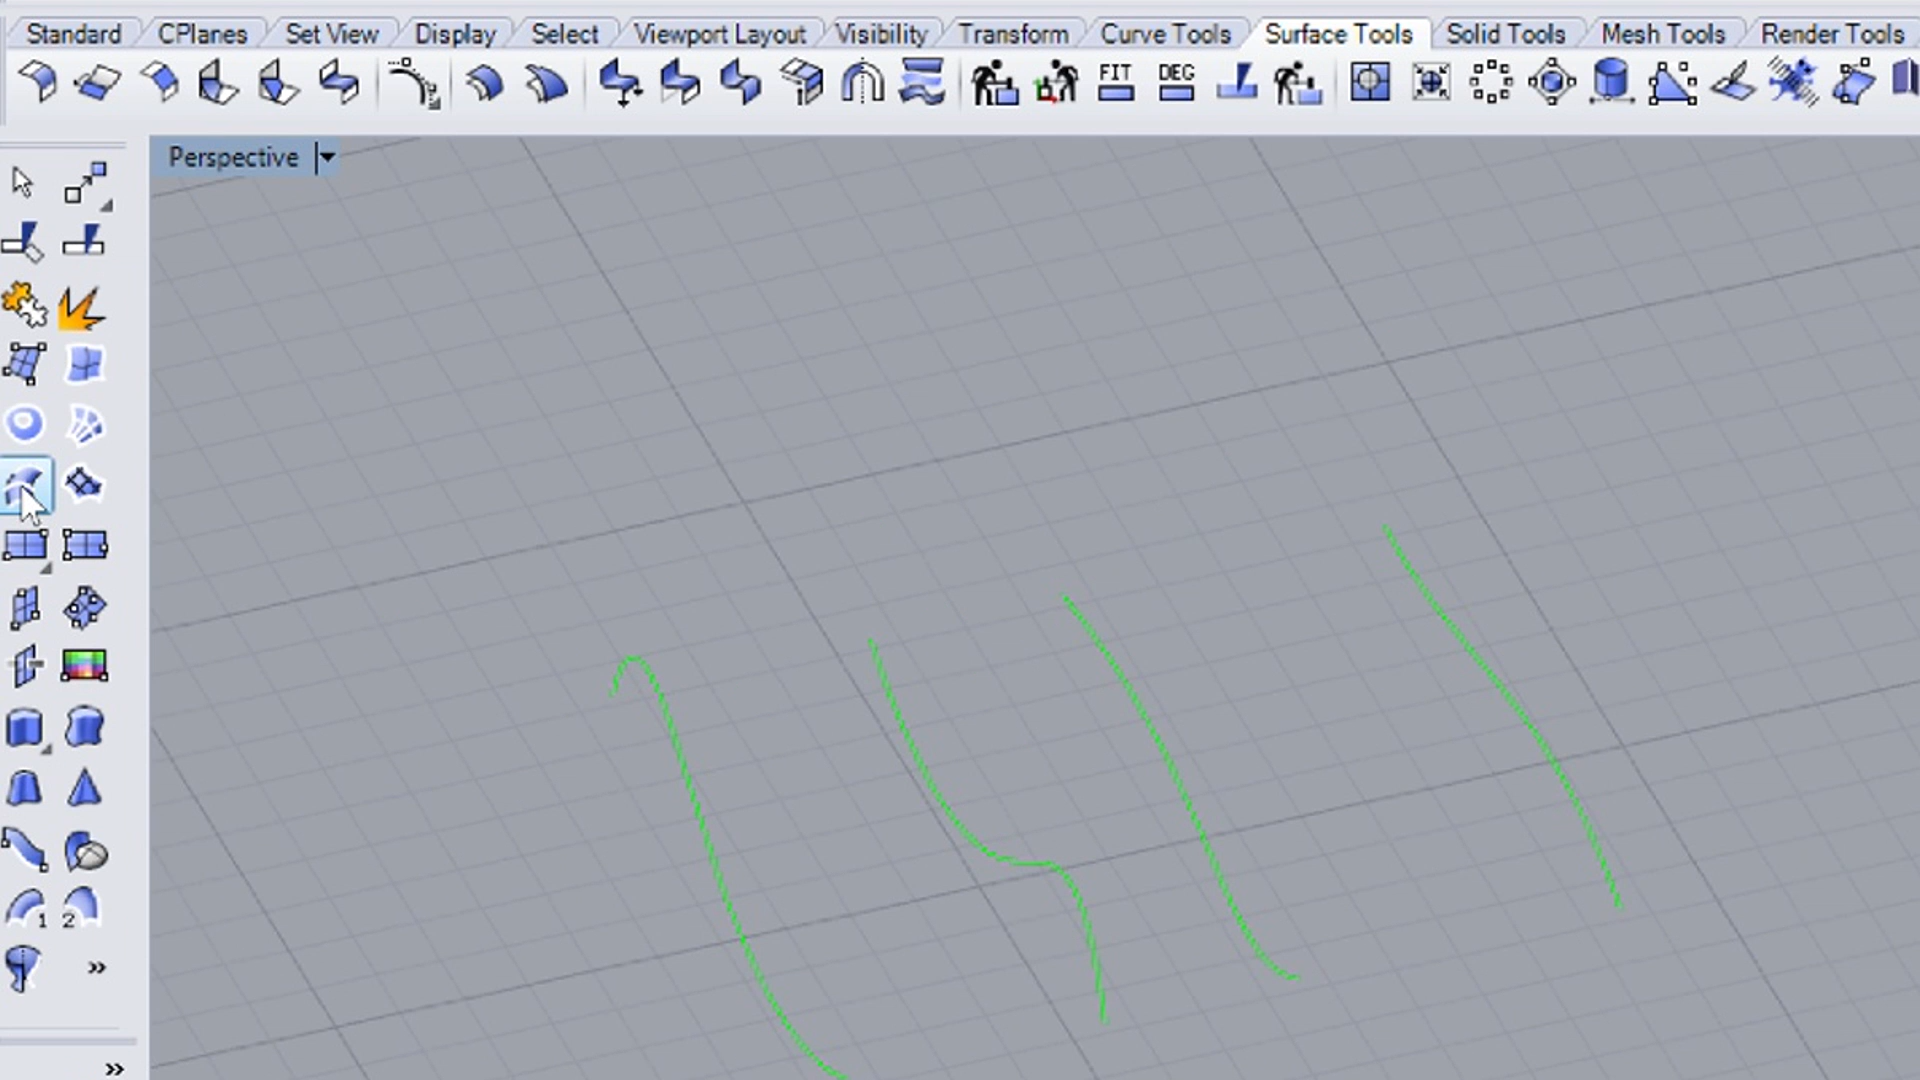 Standard CPlanes Set View Display Select Viewport Layout Visibility Transform Curve Tools Surface Tools Solid Tools Mesh Tools Render Tools
FIT DEG
Perspective
1 2